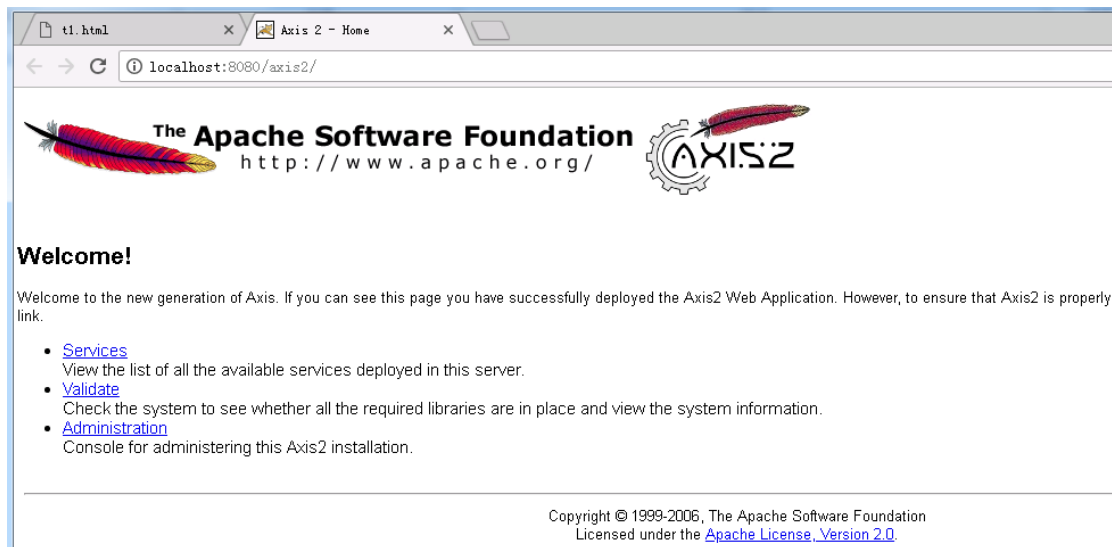 t1.html
Axis 2 - Home
localhost:8080/axis2/
The Apache Software Foundation
http://www.apache.org/
AXIS2
Welcome!
Welcome to the new generation of Axis. If you can see this page you have successfully deployed the Axis2 Web Application. However, to ensure that Axis2 is properly
link.
Services
View the list of all the available services deployed in this server.
Validate
Check the system to see whether all the required libraries are in place and view the system information.
Administration
Console for administering this Axis2 installation.
Copyright © 1999-2006, The Apache Software Foundation
Licensed under the Apache License, Version 2.0.